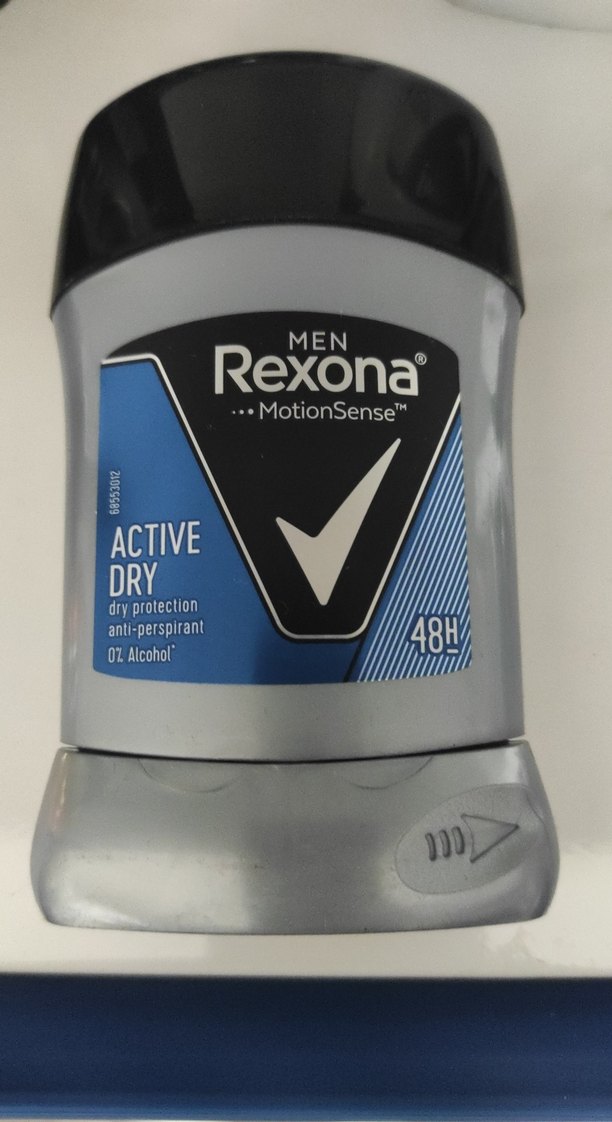 MEN
Rexona®
MotionSense™
68553012
ACTIVE
DRY
dry protection
anti-perspirant
0% Alcohol*
48H